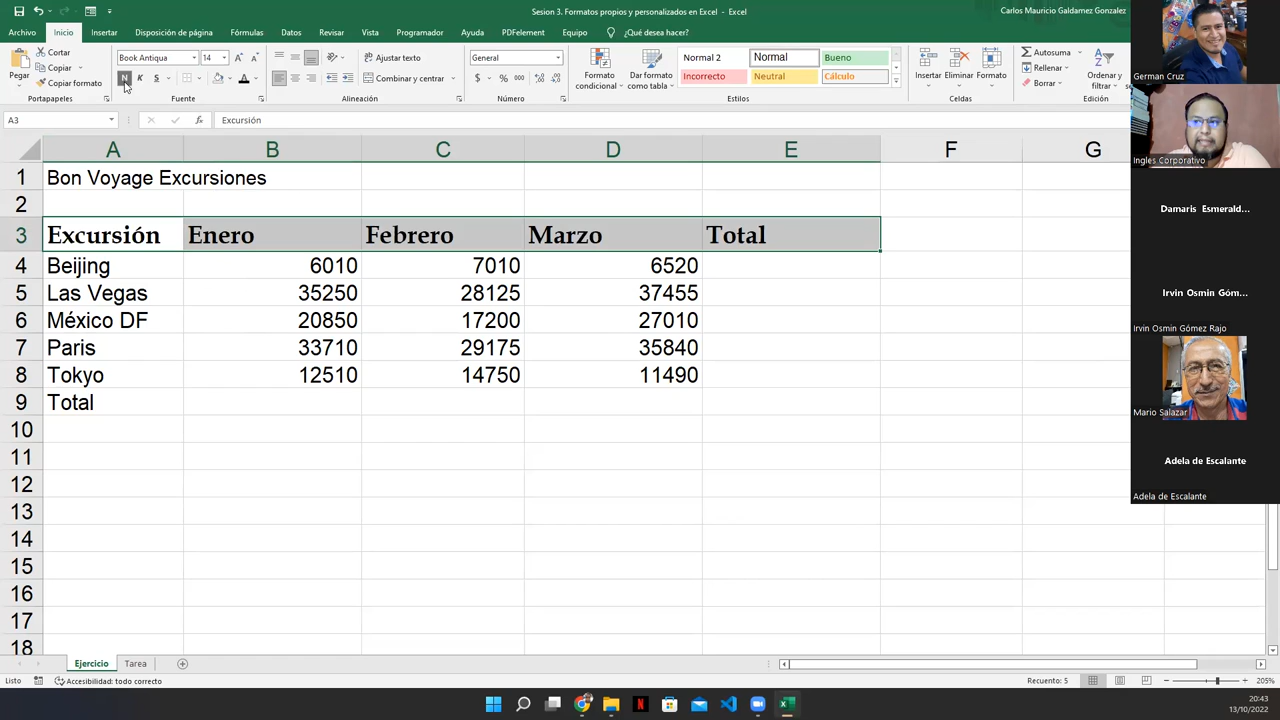 Sesion 3. Formatos propios y personalizados en Excel - Excel
Carlos Mauricio Galdamez Gonzalez
Archivo Inicio Insertar Disposición de página Fórmulas Datos Revisar Vista Programador Ayuda PDFelement Equipo ¿Qué desea hacer?
Pegar
Cortar
Copiar
Copiar formato
Portapapeles
Book Antiqua 14
N K S
Fuente
Ajustar texto
Combinar y centrar
Alineación
General
$ % 000
Número
Formato condicional
Dar formato como tabla
Normal 2 Normal Bueno
Incorrecto Neutral Cálculo
Estilos
Insertar Eliminar Formato
Celdas
Autosuma
Rellenar
Borrar
Ordenar y
Edición
A3 fx Excursión
A B C D E F G
1 Bon Voyage Excursiones
2
3 Excursión Enero Febrero Marzo Total
4 Beijing 6010 7010 6520
5 Las Vegas 35250 28125 37455
6 México DF 20850 17200 27010
7 Paris 33710 29175 35840
8 Tokyo 12510 14750 11490
9 Total
10
11
12
13
14
15
16
17
18
Ejercicio Tarea
Listo Accesibilidad: todo correcto Recuento: 5 205%
20:43
13/10/2022
German Cruz
Ingles Corporativo
Damaris Esmerald...
Irvin Osmin Góm...
Irvin Osmin Gómez Rajo
Mario Salazar
Adela de Escalante
Adela de Escalante